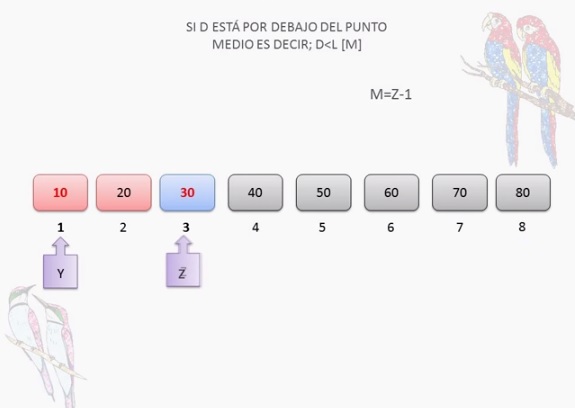 SI D ESTÁ POR DEBAJO DEL PUNTO
MEDIO ES DECIR; D<L [M]
M=Z-1
10 20 30 40 50 60 70 80
1 2 3 4 5 6 7 8
Y Z